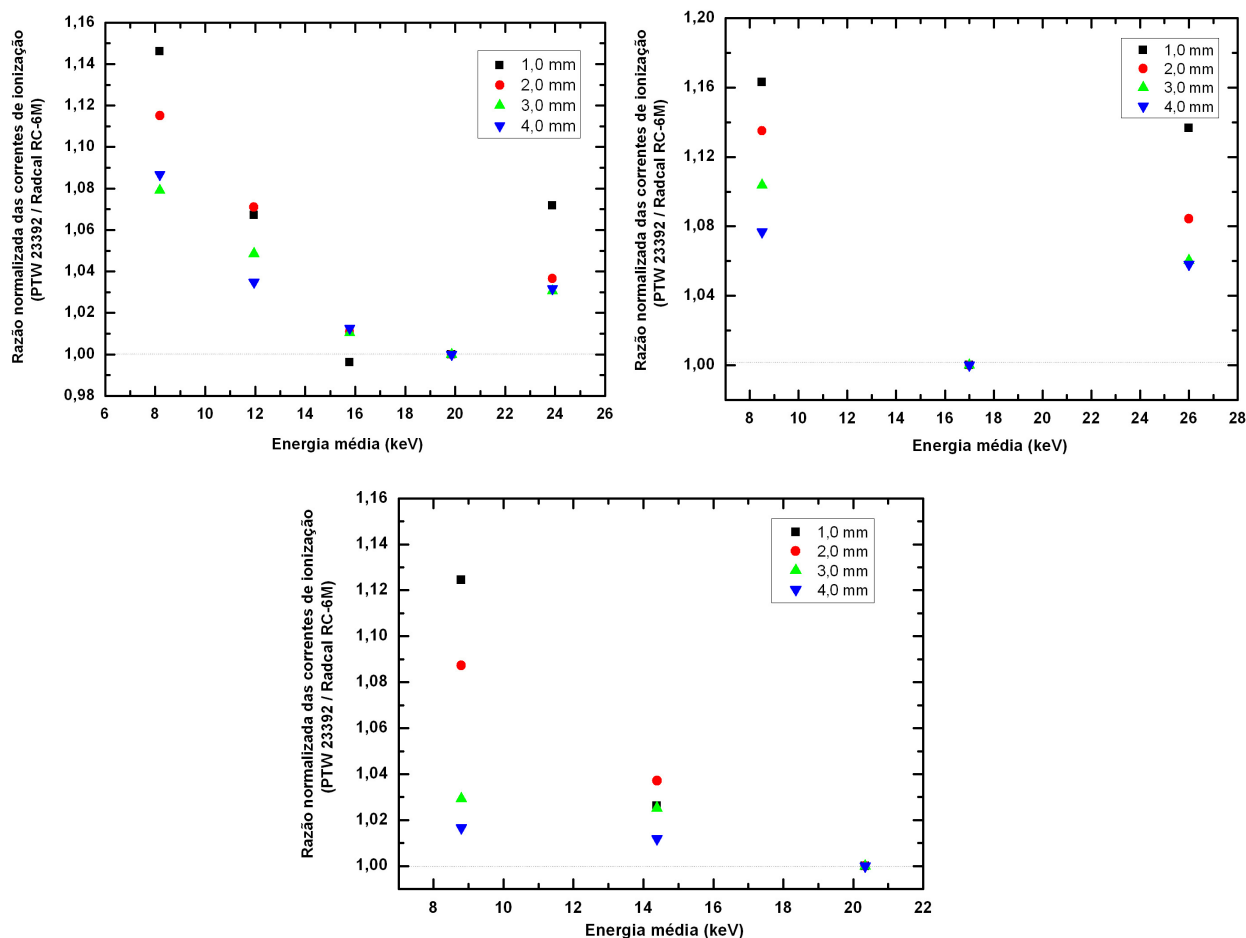 Razão normalizada das correntes de ionização
(PTW 23392 / Radcal RC-6M)
1,16
1,14
1,12
1,10
1,08
1,06
1,04
1,02
1,00
0,98
6 8 10 12 14 16 18 20 22 24 26
Energia média (keV)
1,0 mm
2,0 mm
3,0 mm
4,0 mm
Razão normalizada das correntes de ionização
(PTW 23392 / Radcal RC-6M)
1,20
1,16
1,12
1,08
1,04
1,00
8 10 12 14 16 18 20 22 24 26 28
Energia média (keV)
1,0 mm
2,0 mm
3,0 mm
4,0 mm
Razão normalizada das correntes de ionização
(PTW 23392 / Radcal RC-6M)
1,16
1,14
1,12
1,10
1,08
1,06
1,04
1,02
1,00
8 10 12 14 16 18 20 22
Energia média (keV)
1,0 mm
2,0 mm
3,0 mm
4,0 mm